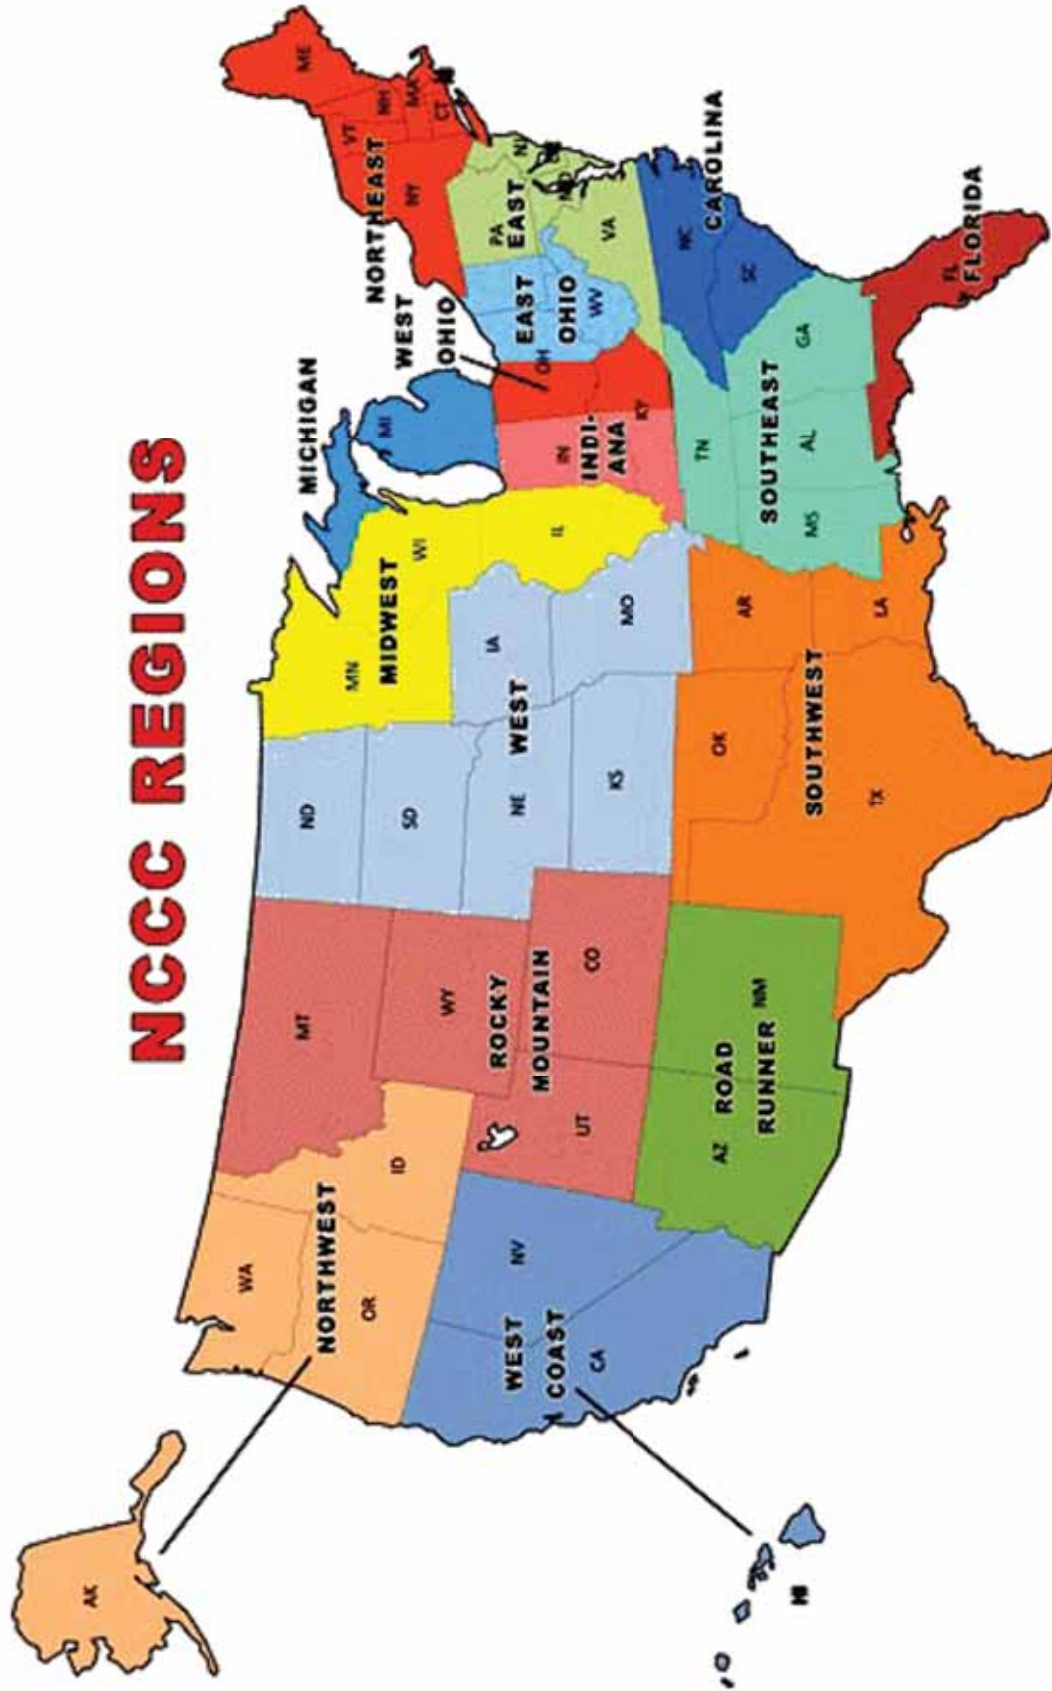 NCCC REGIONS
AK
WA
OR
ID
NORTHWEST
MT
WY
ROCKY
MOUNTAIN
UT
CO
NV
WEST
COAST
CA
HI
AZ
ROAD
RUNNER
NM
ND
SD
NE
WEST
KS
IA
MO
MN
MIDWEST
WI
IL
OK
AR
SOUTHWEST
TX
LA
MICHIGAN
MI
WEST
OHIO
OH
EAST
OHIO
WV
IN
INDI-
ANA
KY
TN
SOUTHEAST
MS
AL
GA
NORTHEAST
ME
VT
NH
MA
CT
NY
PA
EAST
NJ
MD
VA
NC
CAROLINA
SC
FL
FLORIDA